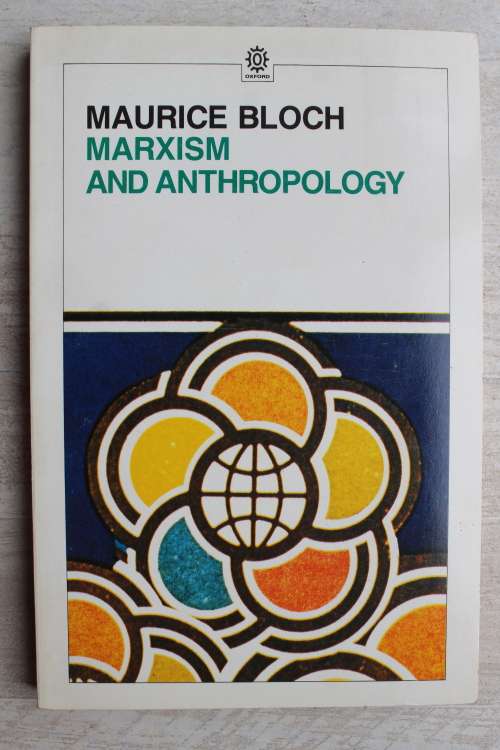 OXFORD
MAURICE BLOCH
MARXISM
AND ANTHROPOLOGY